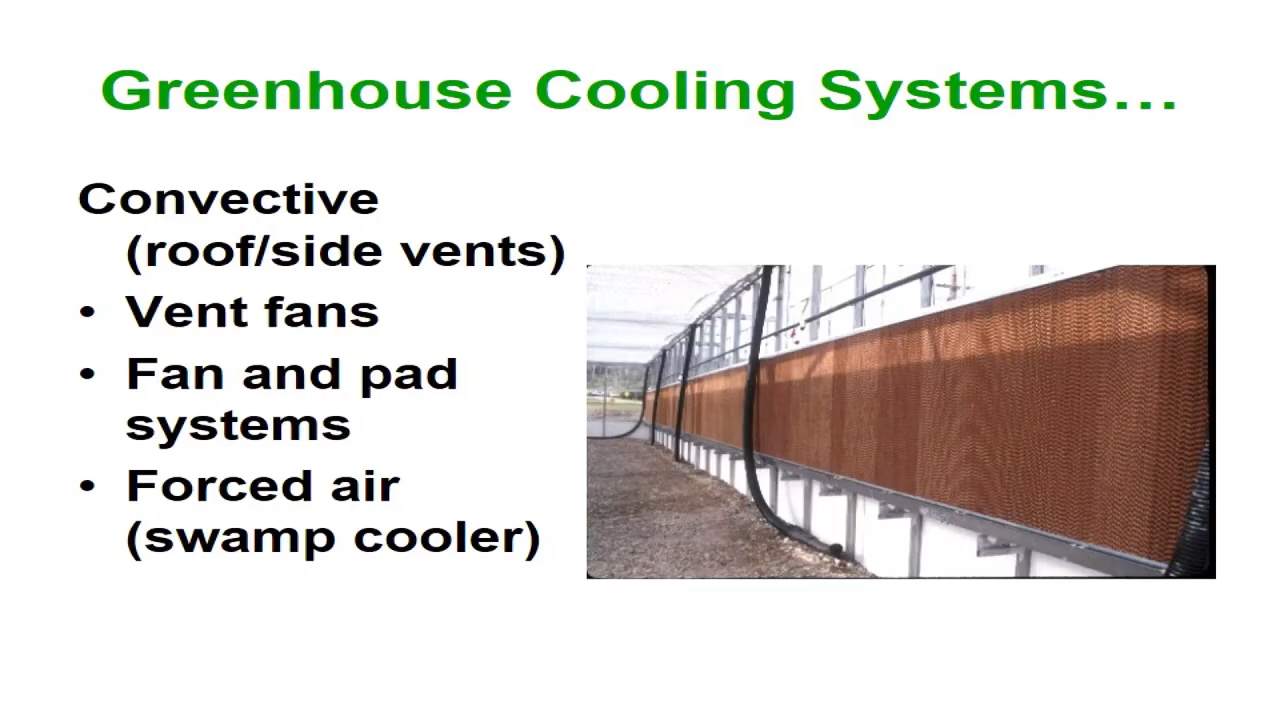 Greenhouse Cooling Systems…
Convective
(roof/side vents)
• Vent fans
• Fan and pad
systems
• Forced air
(swamp cooler)